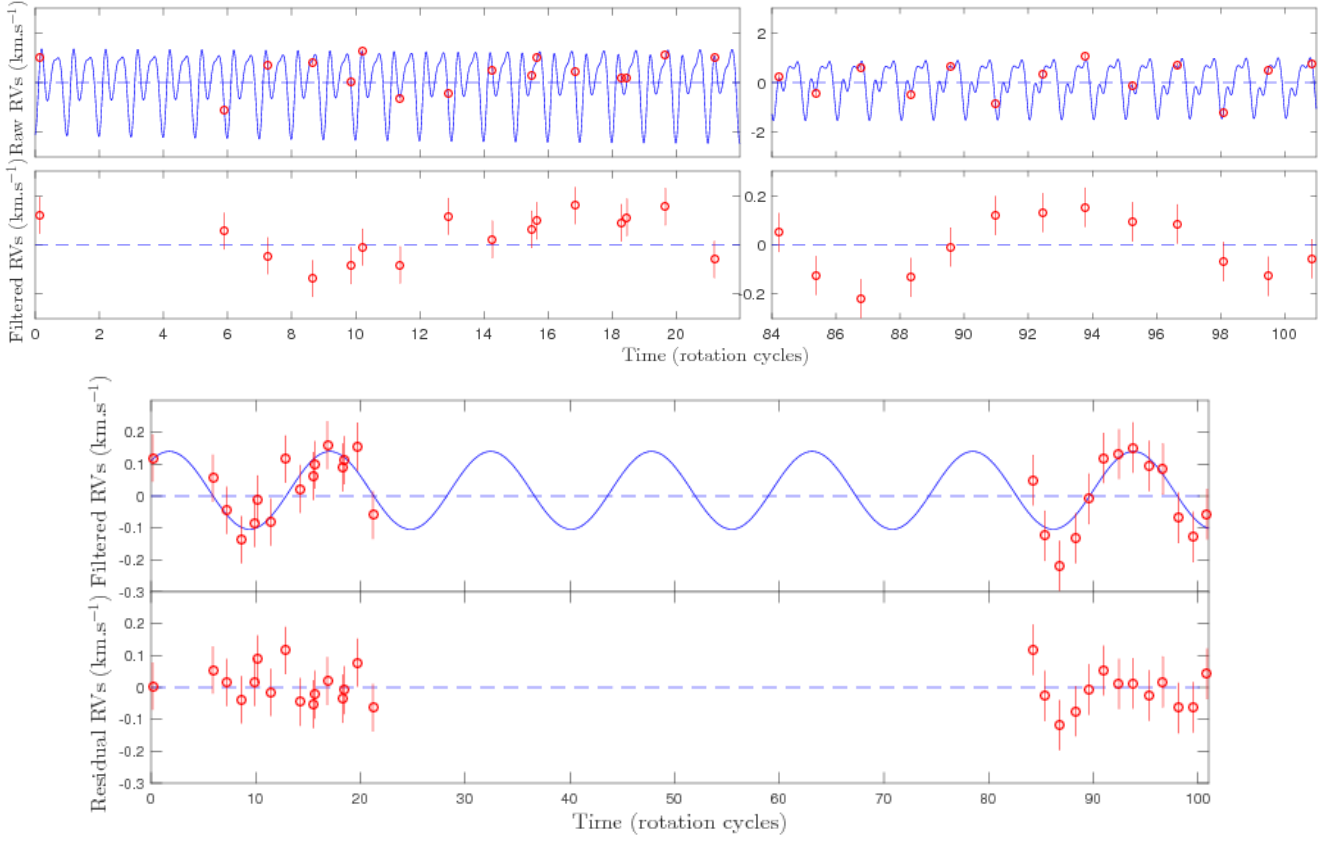 Raw RVs (km.s⁻¹)
2
0
-2
Filtered RVs (km.s⁻¹)
0.2
0
-0.2
0 2 4 6 8 10 12 14 16 18 20
84 86 88 90 92 94 96 98 100
Time (rotation cycles)
Filtered RVs (km.s⁻¹)
0.2
0.1
0
-0.1
-0.2
-0.3
Residual RVs (km.s⁻¹)
0.2
0.1
0
-0.1
-0.2
-0.3
0 10 20 30 40 50 60 70 80 90 100
Time (rotation cycles)